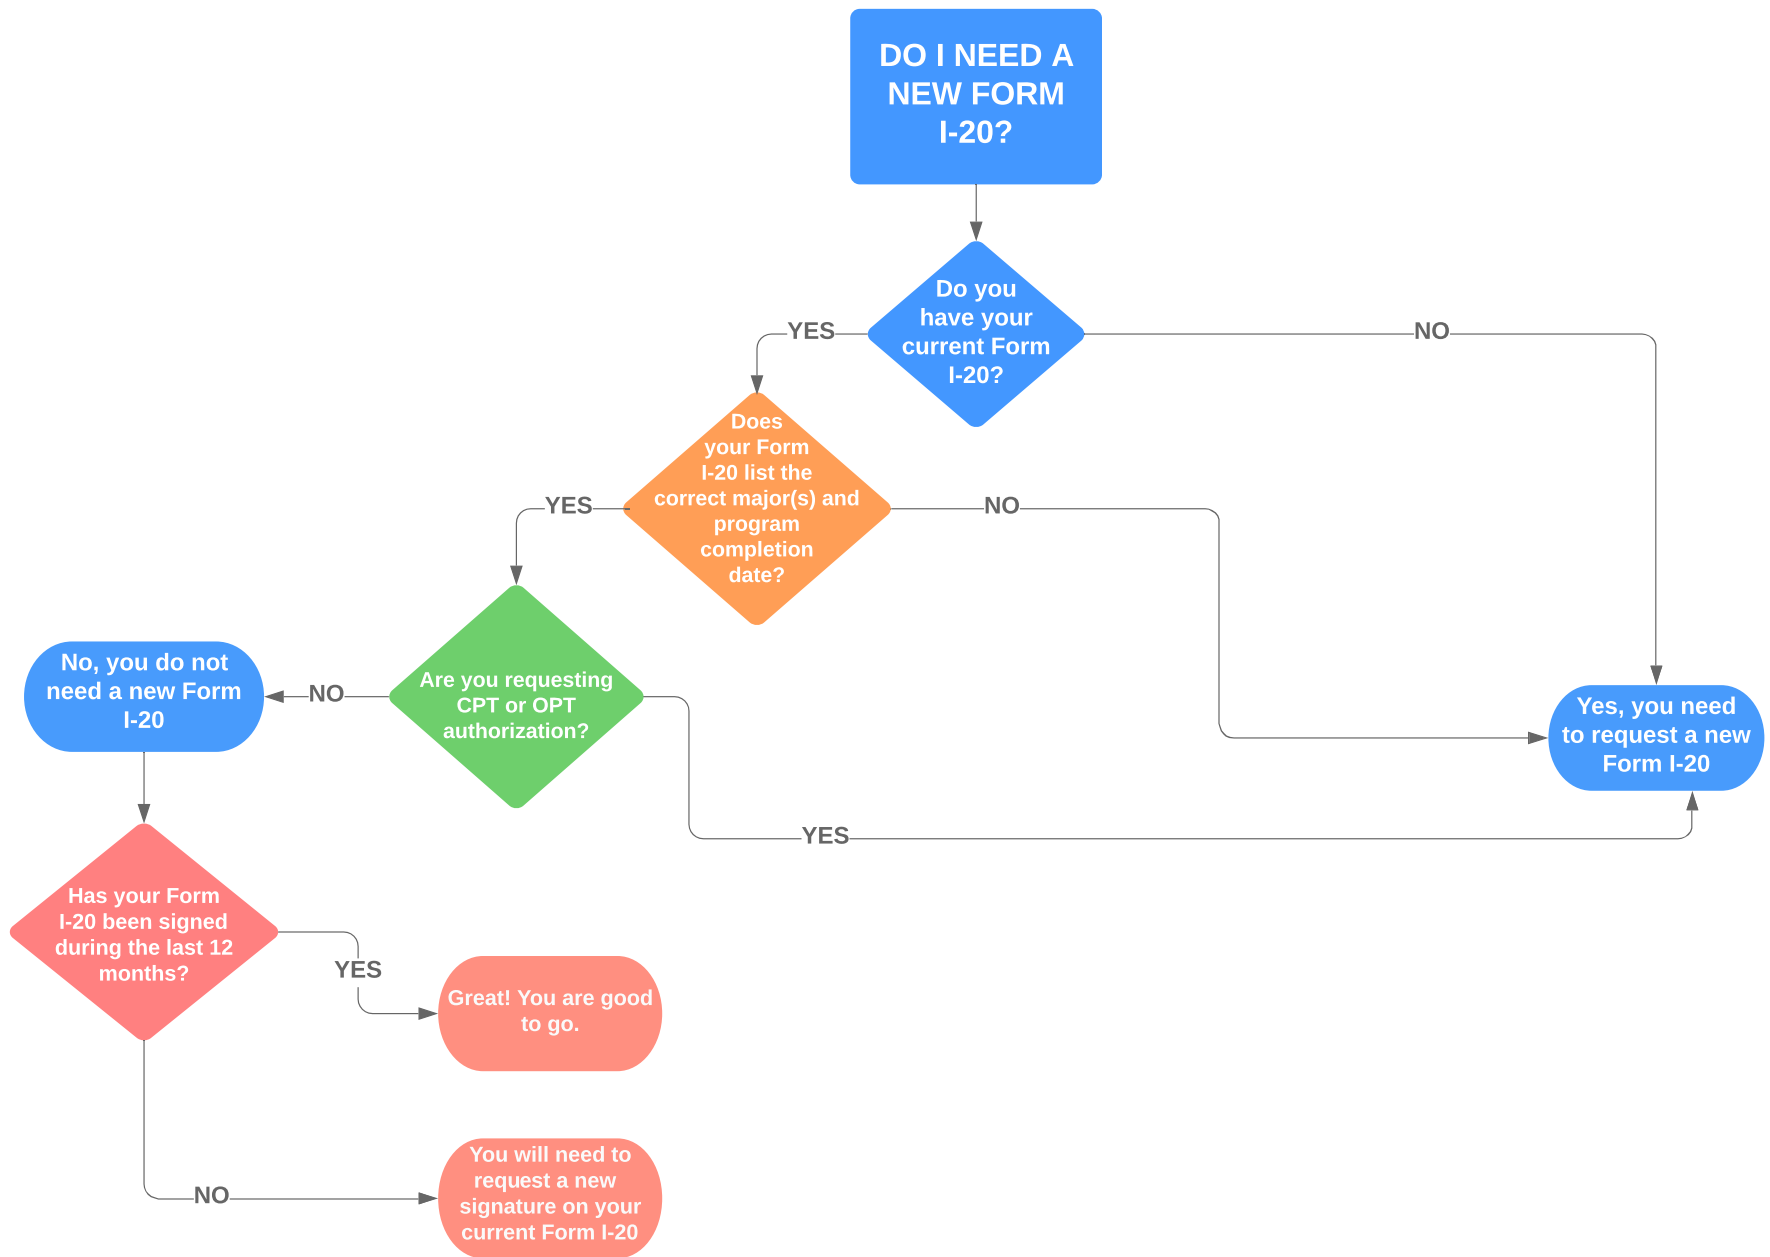 DO I NEED A
NEW FORM
I-20?
Do you
have your
current Form
I-20?
YES
NO
Does
your Form
I-20 list the
correct major(s) and
program
completion
date?
YES
NO
Are you requesting
CPT or OPT
authorization?
NO
YES
No, you do not
need a new Form
I-20
Yes, you need
to request a new
Form I-20
Has your Form
I-20 been signed
during the last 12
months?
YES
Great! You are good
to go.
NO
You will need to
request a new
signature on your
current Form I-20